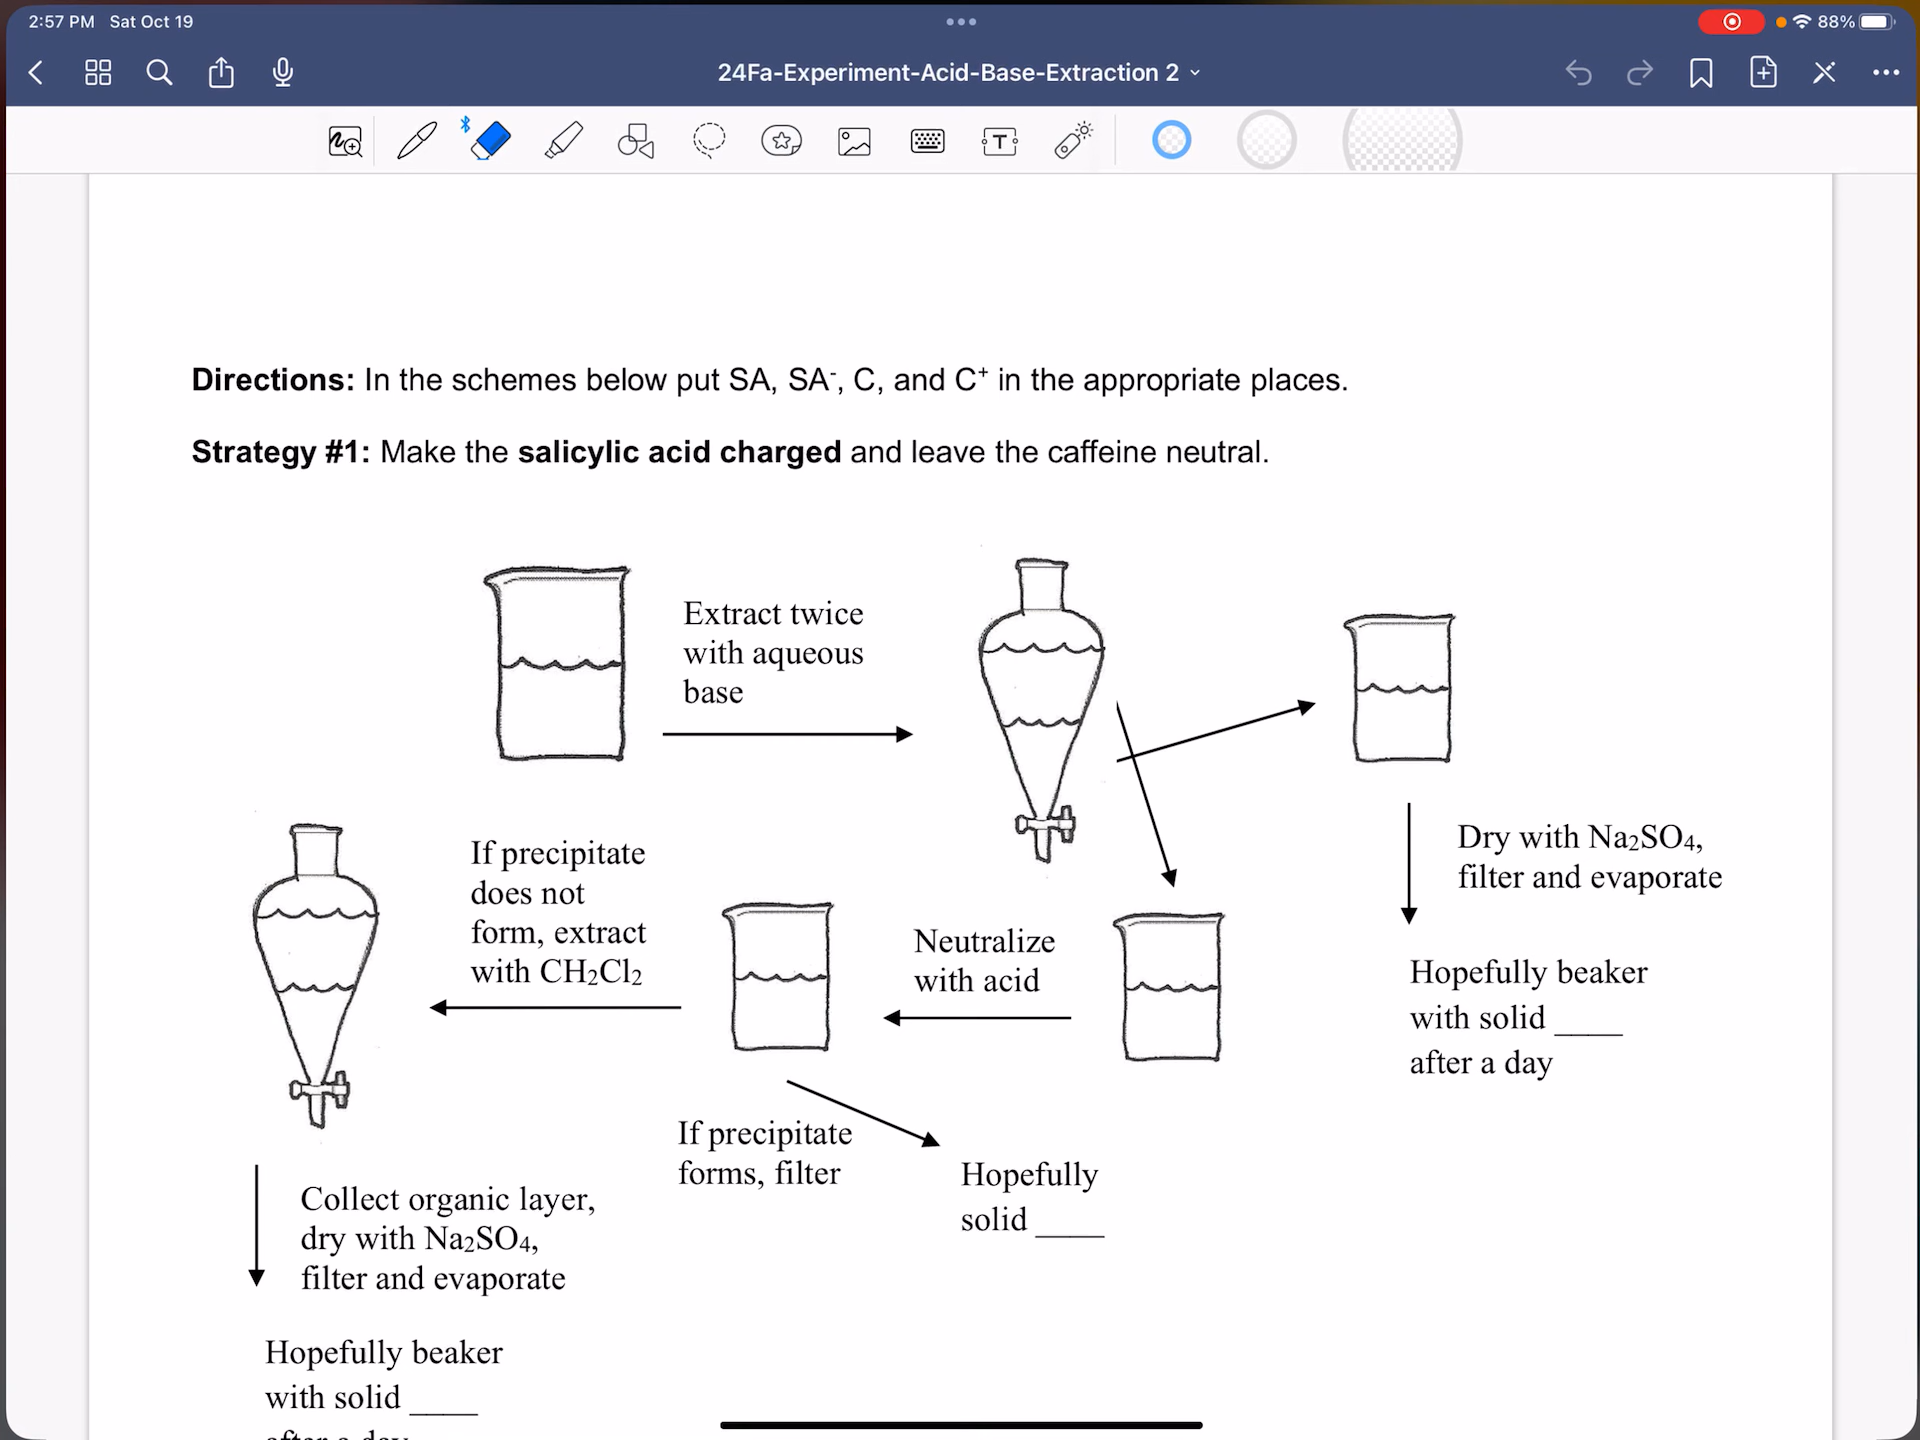 2:57 PM Sat Oct 19
88%
24Fa-Experiment-Acid-Base-Extraction 2
T
Directions: In the schemes below put SA, SA⁻, C, and C⁺ in the appropriate places.
Strategy #1: Make the salicylic acid charged and leave the caffeine neutral.
Extract twice
with aqueous
base
Dry with Na₂SO₄,
filter and evaporate
Hopefully beaker
with solid ____
after a day
Neutralize
with acid
If precipitate
does not
form, extract
with CH₂Cl₂
If precipitate
forms, filter
Hopefully
solid ____
Collect organic layer,
dry with Na₂SO₄,
filter and evaporate
Hopefully beaker
with solid ____
after a day